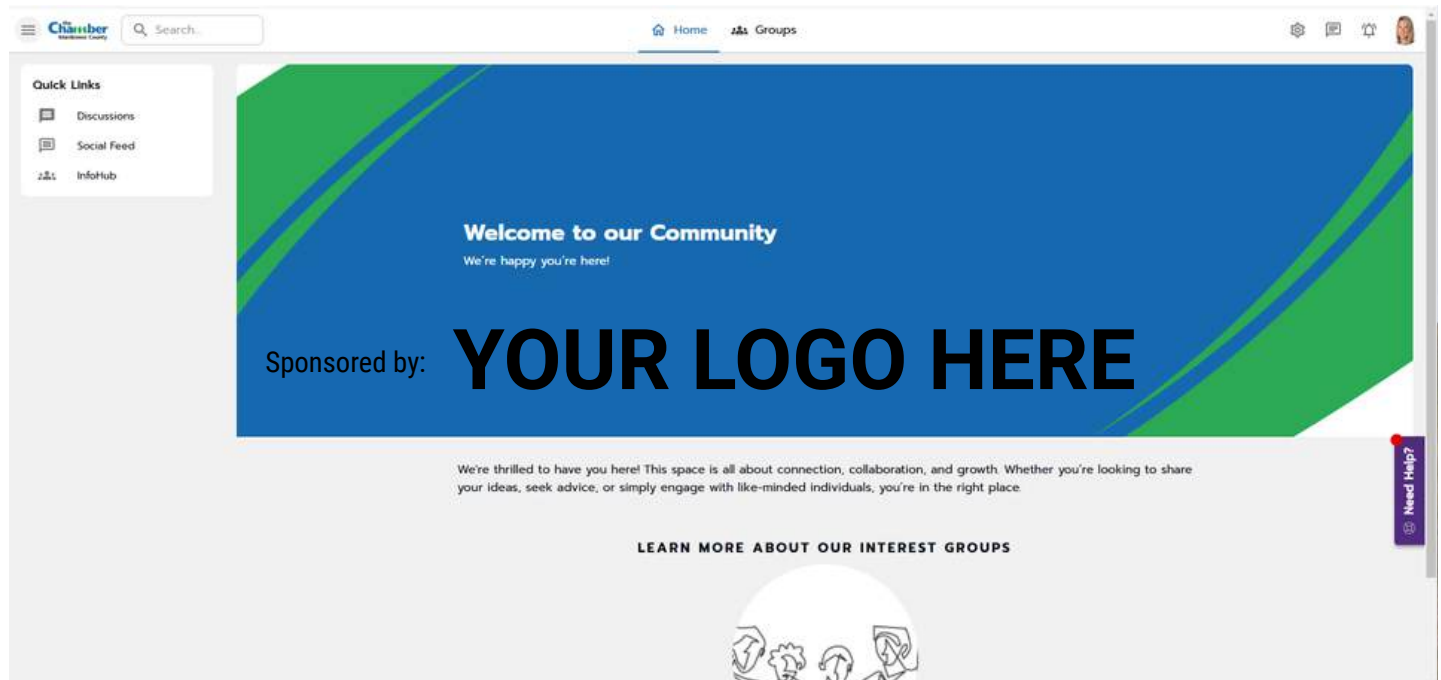 the
Chamber
Manitowoc County
Search...
Home
Groups
Quick Links
Discussions
Social Feed
InfoHub
Welcome to our Community
We're happy you're here!
Sponsored by: YOUR LOGO HERE
We're thrilled to have you here! This space is all about connection, collaboration, and growth. Whether you're looking to share
your ideas, seek advice, or simply engage with like-minded individuals, you're in the right place.
Need Help?
LEARN MORE ABOUT OUR INTEREST GROUPS